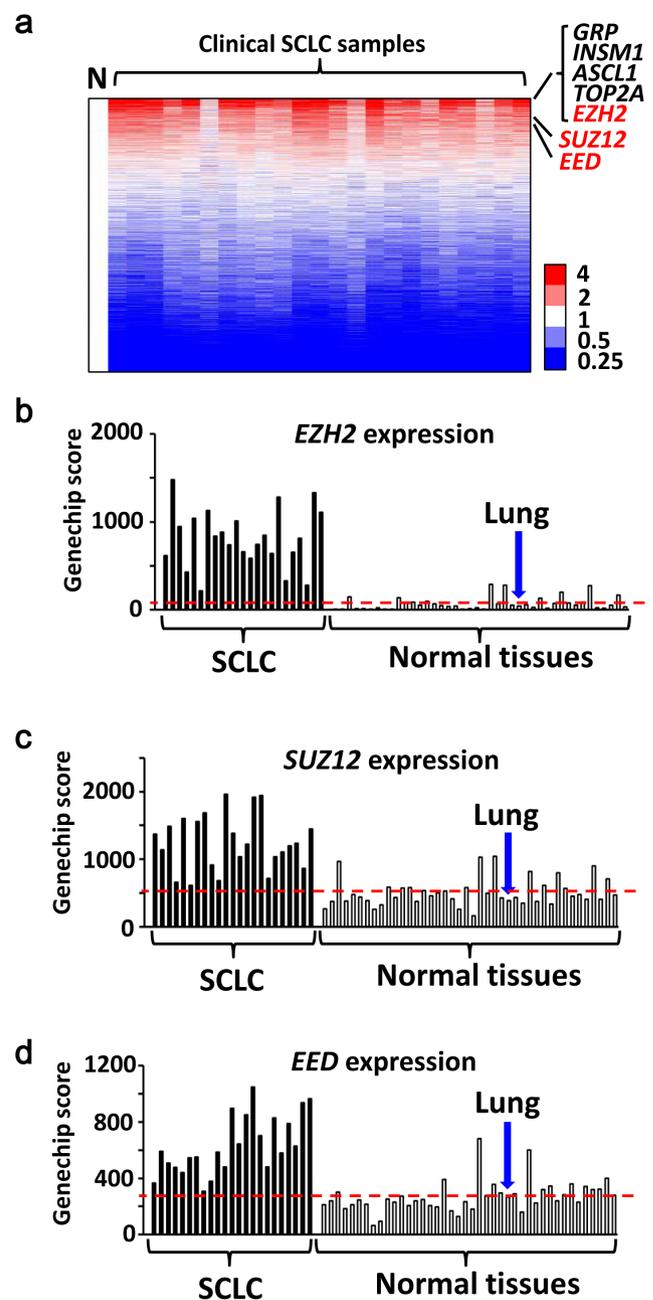 a
Clinical SCLC samples
N
GRP
INSM1
ASCL1
TOP2A
EZH2
SUZ12
EED
4
2
1
0.5
0.25
b
EZH2 expression
Genechip score
2000
1000
0
Lung
SCLC
Normal tissues
c
SUZ12 expression
Genechip score
2000
1000
0
Lung
SCLC
Normal tissues
d
EED expression
Genechip score
1200
800
400
0
Lung
SCLC
Normal tissues